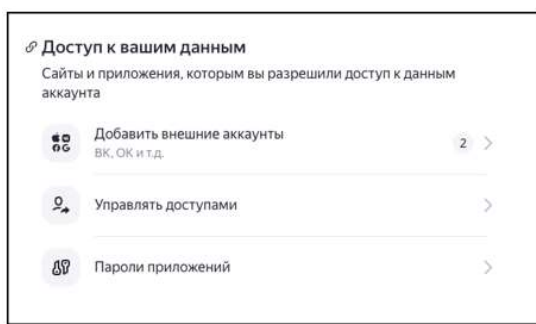 Доступ к вашим данным
Сайты и приложения, которым вы разрешили доступ к данным
аккаунта
Добавить внешние аккаунты
ВК, ОК и т.д.
2
Управлять доступами
Пароли приложений